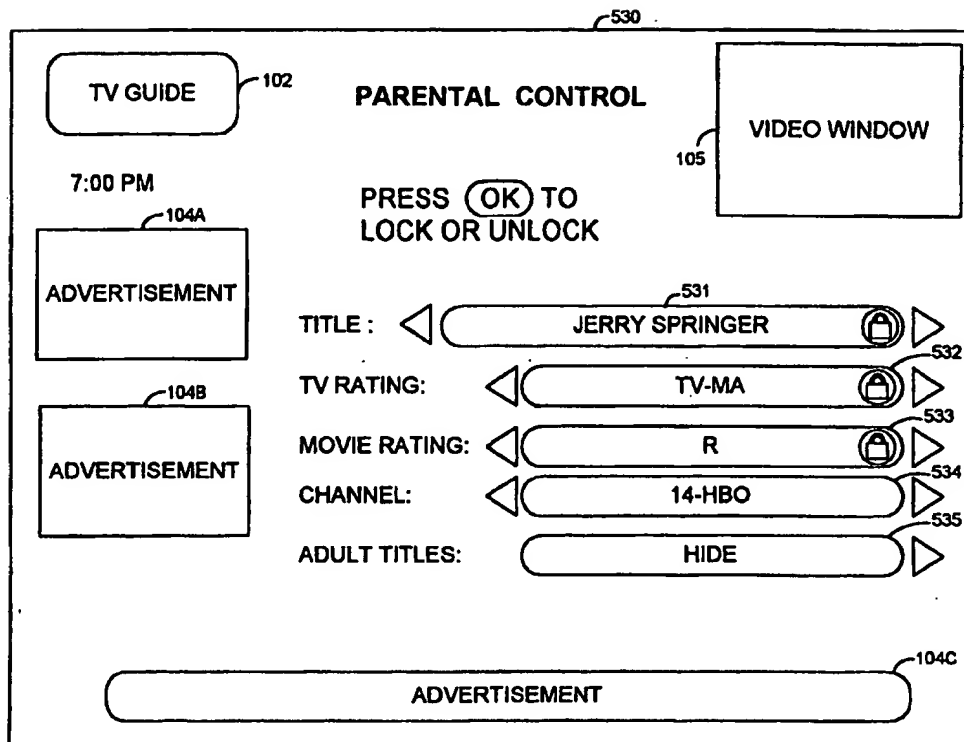 530
TV GUIDE
102
PARENTAL CONTROL
VIDEO WINDOW
105
7:00 PM
PRESS OK TO
LOCK OR UNLOCK
104A
ADVERTISEMENT
531
TITLE : JERRY SPRINGER
532
TV RATING: TV-MA
104B
ADVERTISEMENT
533
MOVIE RATING: R
534
CHANNEL: 14-HBO
535
ADULT TITLES: HIDE
104C
ADVERTISEMENT